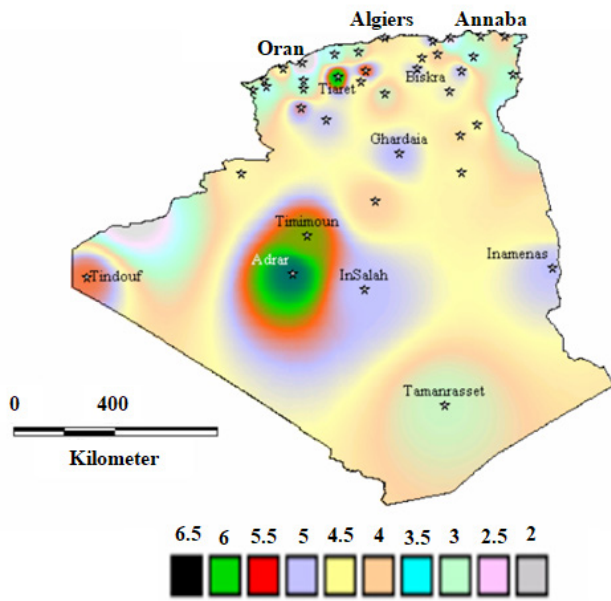 Algiers
Annaba
Oran
Tiaret
Biskra
Ghardaia
Timimoun
Adrar
Inamenas
Tindouf
InSalah
Tamanrasset
0 400
Kilometer
6.5 6 5.5 5 4.5 4 3.5 3 2.5 2